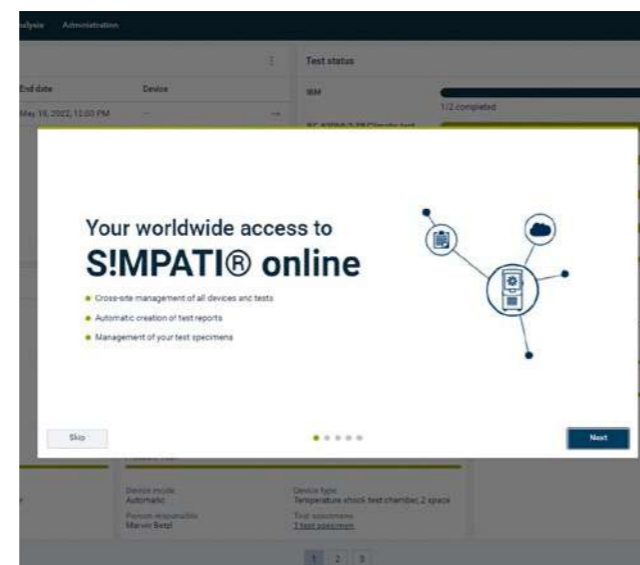 Administration
Test status
End date Device
IBM
1/2 completed
May 18, 2022, 12:00 PM
Your worldwide access to
S!MPATI® online
Cross-site management of all devices and tests
Automatic creation of test reports
Management of your test specimens
Skip
Next
Device mode
Automatic
Device type
Temperature shock test chamber, 2 space
Person responsible
Marvin Betzl
Test specimens
1 test specimen
1 2 3